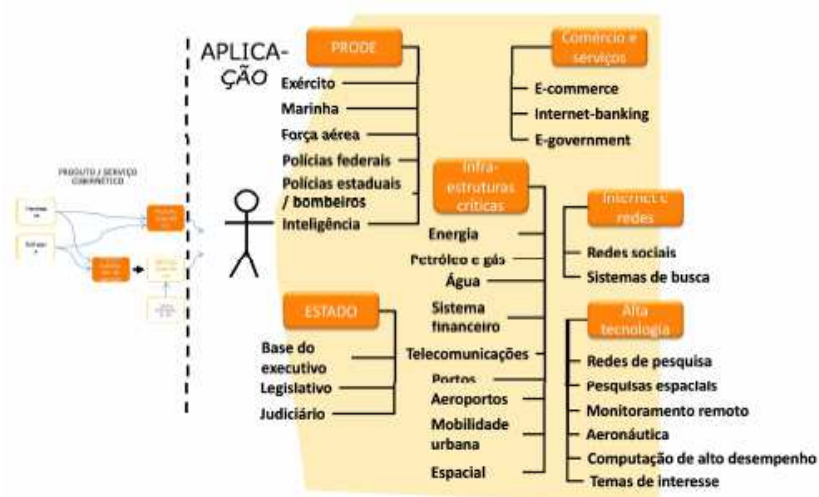 PRODUTO / SERVIÇO
CIBERNÉTICO
APLICA-
ÇÃO
PRODE
Exército
Marinha
Força aérea
Polícias federais
Polícias estaduais
/ bombeiros
Inteligência
ESTADO
Base do
executivo
Legislativo
Judiciário
Infra-
estruturas
críticas
Energia
Petróleo e gás
Água
Sistema
financeiro
Telecomunicações
Portos
Aeroportos
Mobilidade
urbana
Espacial
Comércio e
serviços
E-commerce
Internet-banking
E-government
Internet e
redes
Redes sociais
Sistemas de busca
Alta
tecnologia
Redes de pesquisa
Pesquisas espaciais
Monitoramento remoto
Aeronáutica
Computação de alto desempenho
Temas de interesse